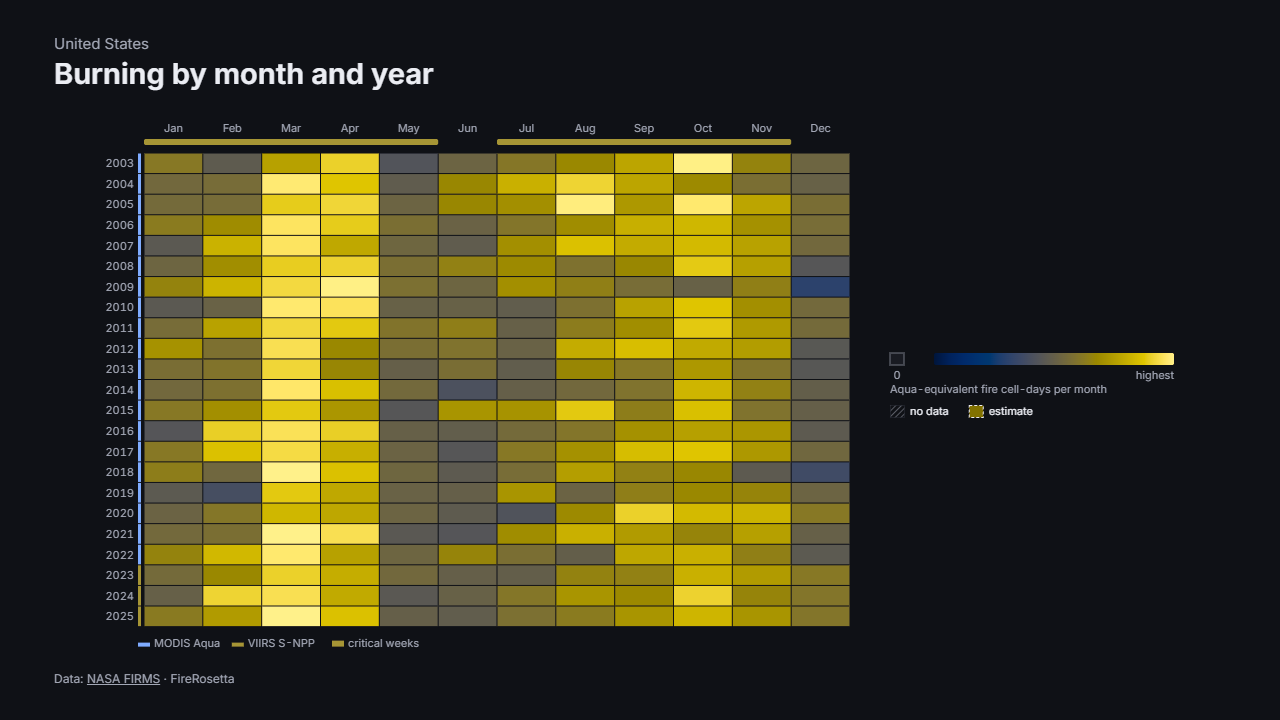 United States
Burning by month and year
Jan Feb Mar Apr May Jun Jul Aug Sep Oct Nov Dec
2003
2004
2005
2006
2007
2008
2009
2010
2011
2012
2013
2014
2015
2016
2017
2018
2019
2020
2021
2022
2023
2024
2025
0 highest
Aqua-equivalent fire cell-days per month
no data estimate
MODIS Aqua VIIRS S-NPP critical weeks
Data: NASA FIRMS · FireRosetta